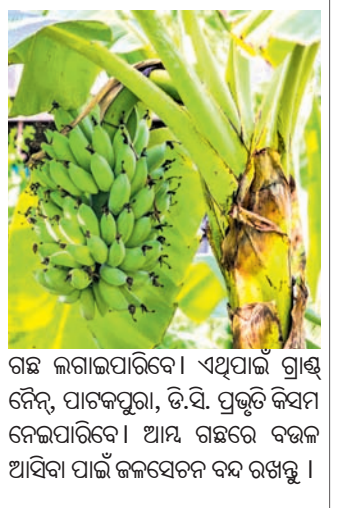 ଗଛ ଲଗାଇପାରିବେ। ଏଥିପାଇଁ ଗ୍ରାଣ୍ଡ୍
ନୈନ୍, ପାଟକପୁରା, ଡି.ସି. ପ୍ରଭୃତି କିସମ
ନେଇପାରିବେ। ଆମ୍ବ ଗଛରେ ବଉଳ
ଆସିବା ପାଇଁ ଜଳସେଚନ ବନ୍ଦ ରଖନ୍ତୁ ।